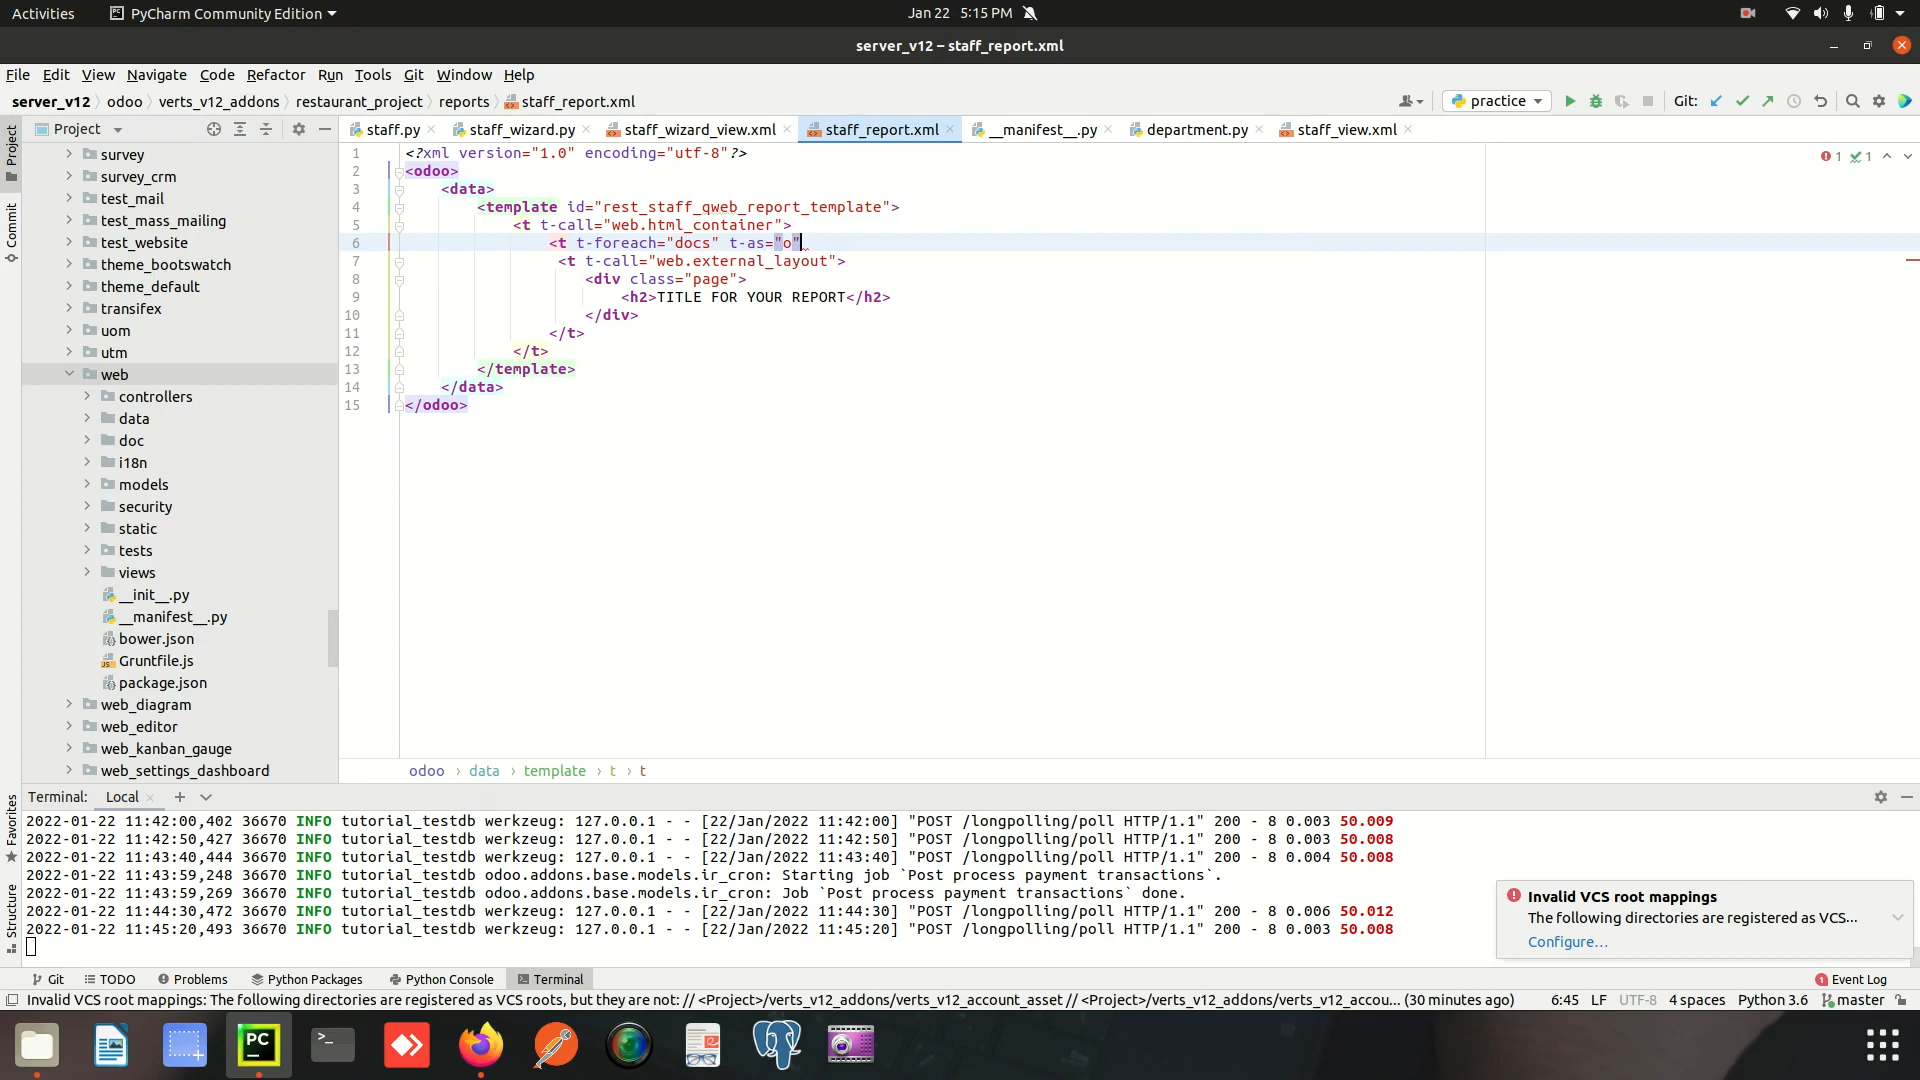 Activities PyCharm Community Edition Jan 22 5:15 PM
server_v12 – staff_report.xml
File Edit View Navigate Code Refactor Run Tools Git Window Help
server_v12 odoo verts_v12_addons restaurant_project reports staff_report.xml practice Git:
Project
staff.py staff_wizard.py staff_wizard_view.xml staff_report.xml __manifest__.py department.py staff_view.xml
Project
Commit
Favorites
Structure
survey
survey_crm
test_mail
test_mass_mailing
test_website
theme_bootswatch
theme_default
transifex
uom
utm
web
controllers
data
doc
i18n
models
security
static
tests
views
__init__.py
__manifest__.py
bower.json
Gruntfile.js
package.json
web_diagram
web_editor
web_kanban_gauge
web_settings_dashboard
1 1
1 <?xml version="1.0" encoding="utf-8"?>
2 <odoo>
3 <data>
4 <template id="rest_staff_qweb_report_template">
5 <t t-call="web.html_container">
6 <t t-foreach="docs" t-as="o"
7 <t t-call="web.external_layout">
8 <div class="page">
9 <h2>TITLE FOR YOUR REPORT</h2>
10 </div>
11 </t>
12 </t>
13 </template>
14 </data>
15 </odoo>
odoo › data › template › t › t
Terminal: Local
2022-01-22 11:42:00,402 36670 INFO tutorial_testdb werkzeug: 127.0.0.1 - - [22/Jan/2022 11:42:00] "POST /longpolling/poll HTTP/1.1" 200 - 8 0.003 50.009
2022-01-22 11:42:50,427 36670 INFO tutorial_testdb werkzeug: 127.0.0.1 - - [22/Jan/2022 11:42:50] "POST /longpolling/poll HTTP/1.1" 200 - 8 0.003 50.008
2022-01-22 11:43:40,444 36670 INFO tutorial_testdb werkzeug: 127.0.0.1 - - [22/Jan/2022 11:43:40] "POST /longpolling/poll HTTP/1.1" 200 - 8 0.004 50.008
2022-01-22 11:43:59,248 36670 INFO tutorial_testdb odoo.addons.base.models.ir_cron: Starting job `Post process payment transactions`.
2022-01-22 11:43:59,269 36670 INFO tutorial_testdb odoo.addons.base.models.ir_cron: Job `Post process payment transactions` done.
2022-01-22 11:44:30,472 36670 INFO tutorial_testdb werkzeug: 127.0.0.1 - - [22/Jan/2022 11:44:30] "POST /longpolling/poll HTTP/1.1" 200 - 8 0.006 50.012
2022-01-22 11:45:20,493 36670 INFO tutorial_testdb werkzeug: 127.0.0.1 - - [22/Jan/2022 11:45:20] "POST /longpolling/poll HTTP/1.1" 200 - 8 0.003 50.008
Invalid VCS root mappings
The following directories are registered as VCS...
Configure...
Git TODO Problems Python Packages Python Console Terminal 1 Event Log
Invalid VCS root mappings: The following directories are registered as VCS roots, but they are not: // <Project>/verts_v12_addons/verts_v12_account_asset // <Project>/verts_v12_addons/verts_v12_accou... (30 minutes ago) 6:45 LF UTF-8 4 spaces Python 3.6 master
PC